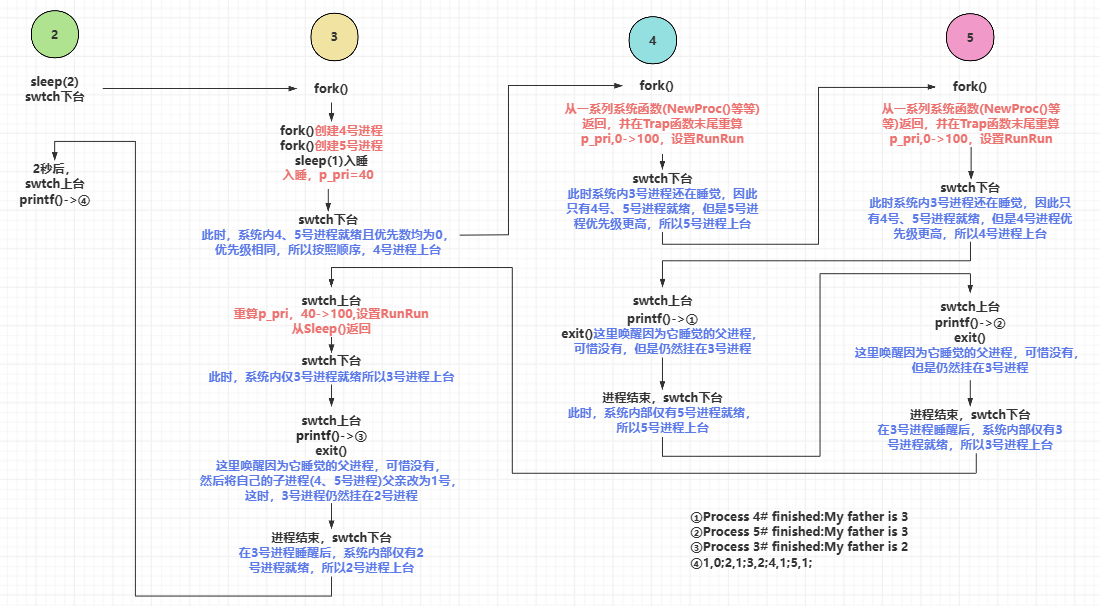 2
sleep(2)
swtch下台
2秒后，
swtch上台
printf()->④
3
fork()
fork()创建4号进程
fork()创建5号进程
sleep(1)入睡
入睡，p_pri=40
swtch下台
此时，系统内4、5号进程就绪且优先数均为0，
优先级相同，所以按照顺序，4号进程上台
swtch上台
重算p_pri，40->100,设置RunRun
从Sleep()返回
swtch下台
此时，系统内仅3号进程就绪所以3号进程上台
swtch上台
printf()->③
exit()
这里唤醒因为它睡觉的父进程，可惜没有，
然后将自己的子进程(4、5号进程)父亲改为1号，
这时，3号进程仍然挂在2号进程
进程结束，swtch下台
在3号进程睡醒后，系统内部仅有2
号进程就绪，所以2号进程上台
4
fork()
从一系列系统函数(NewProc()等等)
返回，并在Trap函数末尾重算
p_pri,0->100，设置RunRun
swtch下台
此时系统内3号进程还在睡觉，因此
只有4号、5号进程就绪，但是5号进
程优先级更高，所以5号进程上台
swtch上台
printf()->①
exit()这里唤醒因为它睡觉的父进程，
可惜没有，但是仍然挂在3号进程
进程结束，swtch下台
此时，系统内部仅有5号进程就绪，
所以5号进程上台
5
fork()
从一系列系统函数(NewProc()等
等)返回，并在Trap函数末尾重算
p_pri,0->100，设置RunRun
swtch下台
此时系统内3号进程还在睡觉，因此只
有4号、5号进程就绪，但是4号进程优
先级更高，所以4号进程上台
swtch上台
printf()->②
exit()
这里唤醒因为它睡觉的父进程，可惜没有，
但是仍然挂在3号进程
进程结束，swtch下台
在3号进程睡醒后，系统内部仅有3
号进程就绪，所以3号进程上台
①Process 4# finished:My father is 3
②Process 5# finished:My father is 3
③Process 3# finished:My father is 2
④1,0;2,1;3,2;4,1;5,1;